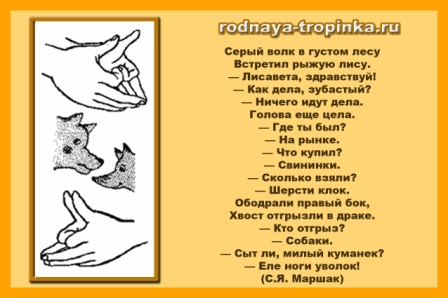 rodnaya-tropinka.ru
Серый волк в густом лесу
Встретил рыжую лису.
— Лисавета, здравствуй!
— Как дела, зубастый?
— Ничего идут дела.
Голова еще цела.
— Где ты был?
— На рынке.
— Что купил?
— Свининки.
— Сколько взяли?
— Шерсти клок.
Ободрали правый бок,
Хвост отгрызли в драке.
— Кто отгрыз?
— Собаки.
— Сыт ли, милый куманек?
— Еле ноги уволок!
(С.Я. Маршак)